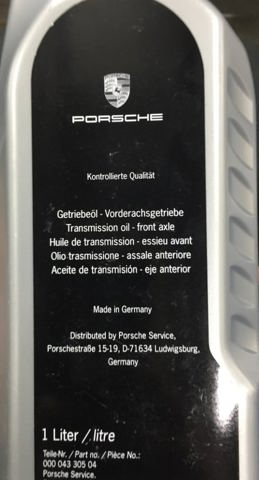 PORSCHE
Kontrollierte Qualität
Getriebeöl - Vorderachsgetriebe
Transmission oil - front axle
Huile de transmission - essieu avant
Olio trasmissione - assale anteriore
Aceite de transmisión - eje anterior
Made in Germany
Distributed by Porsche Service,
Porschestraße 15-19, D-71634 Ludwigsburg,
Germany
1 Liter / litre
Teile-Nr. / Part no. / Pièce No.:
000 043 305 04
Porsche Service.